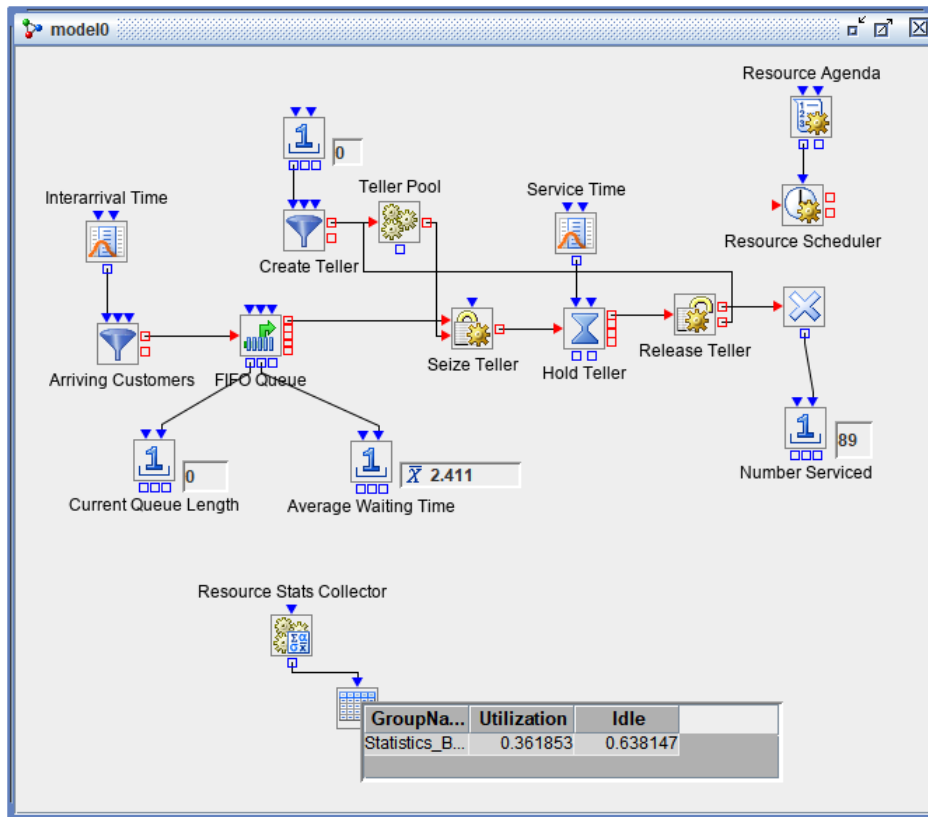 model0
Resource Agenda
0
Interarrival Time
Teller Pool
Service Time
Create Teller
Resource Scheduler
Arriving Customers
FIFO Queue
Seize Teller
Hold Teller
Release Teller
Current Queue Length
0
Average Waiting Time
X 2.411
Number Serviced
89
Resource Stats Collector
GroupNa... Utilization Idle
Statistics_B... 0.361853 0.638147